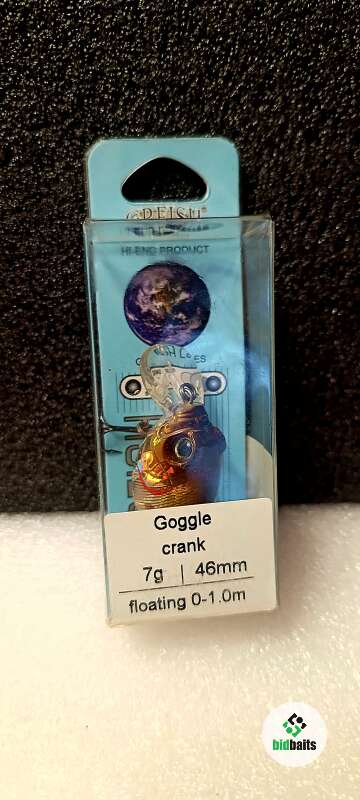 HI-END PRODUCT
Goggle
crank
7g | 46mm
floating 0-1.0m
bidbaits